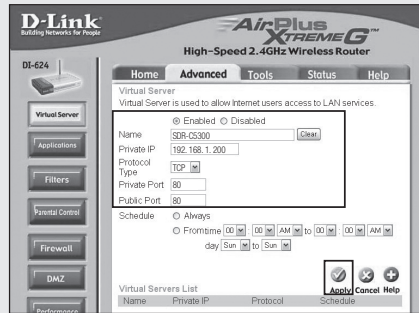 D-Link
Building Networks for People
AirPlus
XTREME G™
High-Speed 2.4GHz Wireless Router
DI-624
Home Advanced Tools Status Help
Virtual Server
Applications
Filters
Parental Control
Firewall
DMZ
Performance
Virtual Server
Virtual Server is used to allow Internet users access to LAN services.
Enabled Disabled
Name SDR-C5300 Clear
Private IP 192.168.1.200
Protocol Type TCP
Private Port 80
Public Port 80
Schedule Always
From time 00 : 00 AM to 00 : 00 AM
day Sun to Sun
Apply Cancel Help
Virtual Servers List
Name Private IP Protocol Schedule